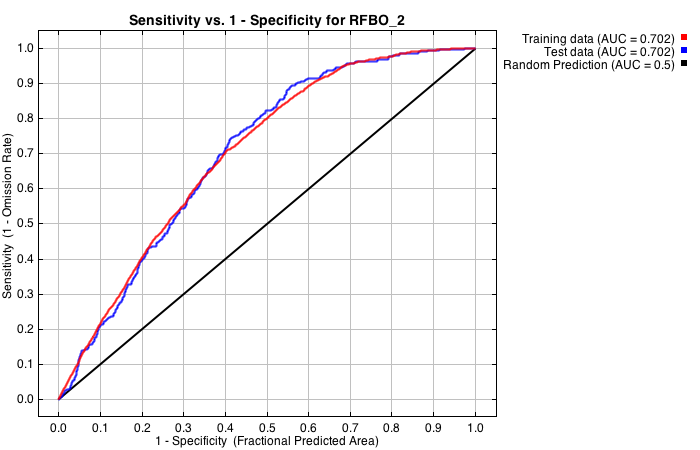 Sensitivity vs. 1 - Specificity for RFBO_2
Training data (AUC = 0.702)
Test data (AUC = 0.702)
Random Prediction (AUC = 0.5)
Sensitivity (1 - Omission Rate)
1.0
0.9
0.8
0.7
0.6
0.5
0.4
0.3
0.2
0.1
0.0
0.0 0.1 0.2 0.3 0.4 0.5 0.6 0.7 0.8 0.9 1.0
1 - Specificity (Fractional Predicted Area)